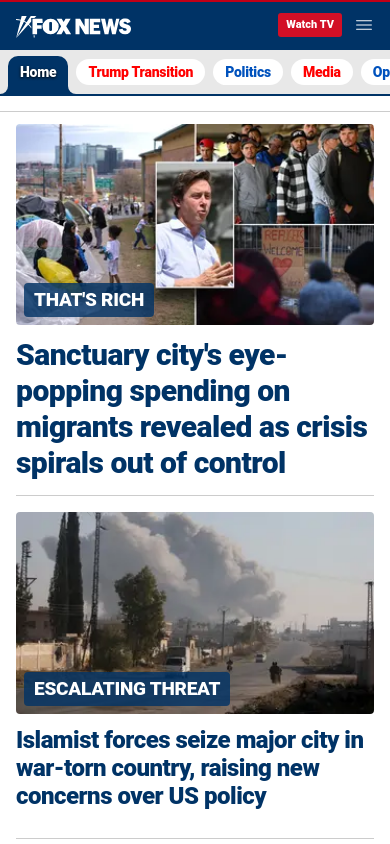 FOX NEWS
Watch TV
Home
Trump Transition
Politics
Media
Op
REFUGEES
WELCOME
THAT'S RICH
Sanctuary city's eye-
popping spending on
migrants revealed as crisis
spirals out of control
ESCALATING THREAT
Islamist forces seize major city in
war-torn country, raising new
concerns over US policy